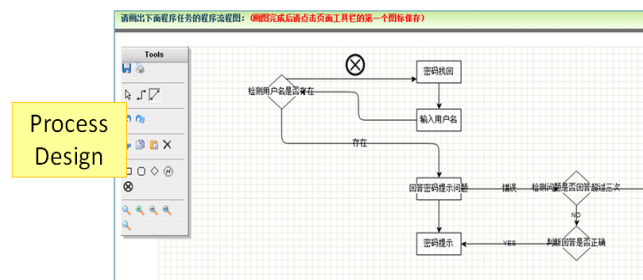 请画出下面程序任务的程序流程图：（画图完成后请点击页面工具栏的第一个图标保存）
Tools
Process
Design
密码找回
检测用户名是否存在
输入用户名
存在
回答密码提示问题
错误
检测问题是否回答超过三次
NO
密码提示
YES
判断回答是否正确